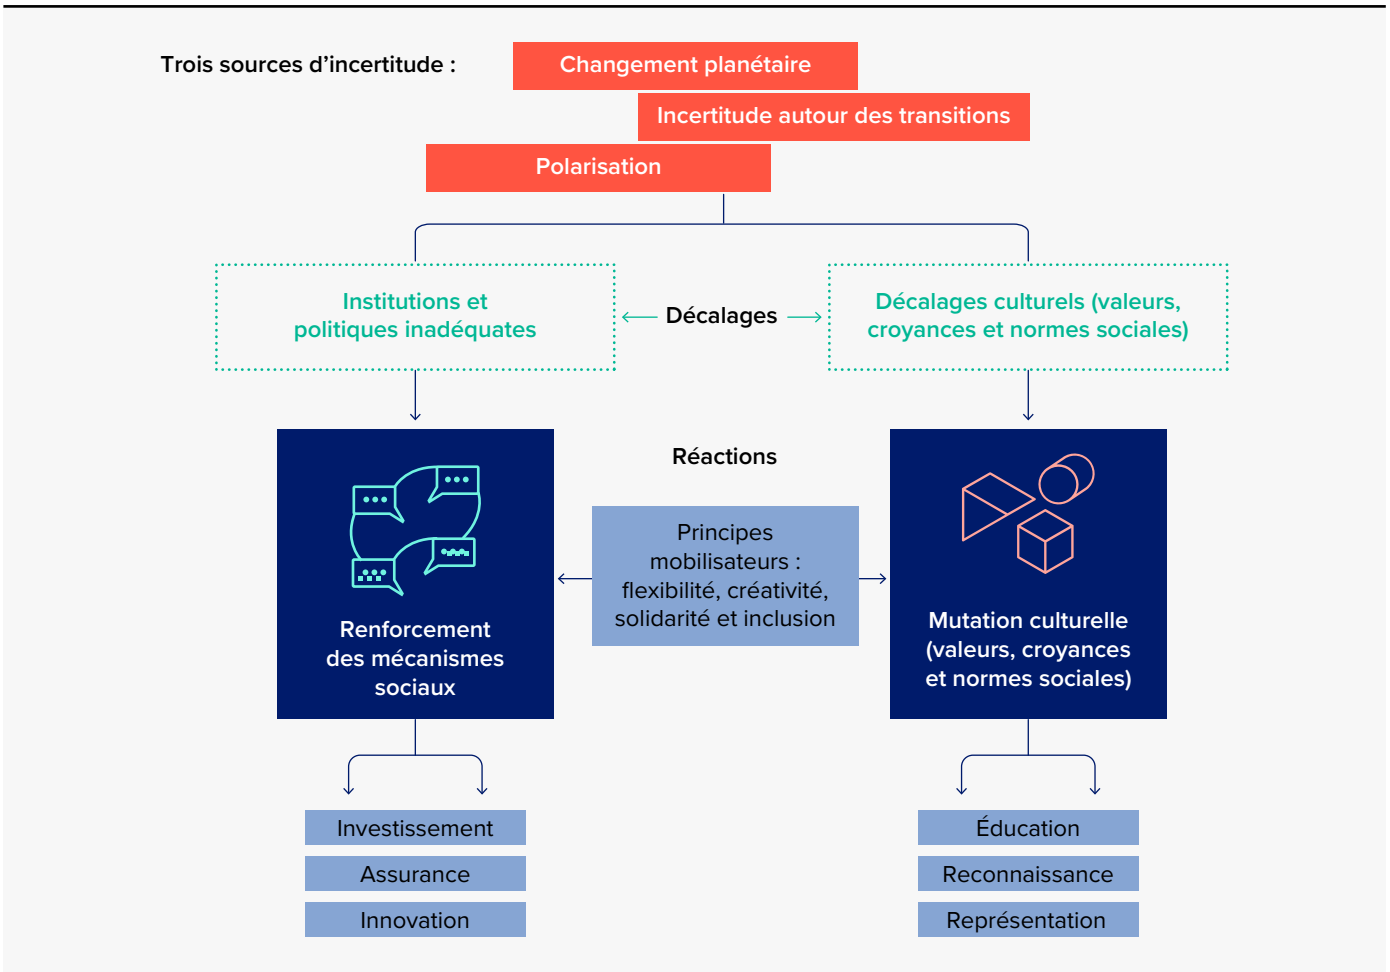 Trois sources d’incertitude :
Changement planétaire
Incertitude autour des transitions
Polarisation
Institutions et
politiques inadéquates
Décalages
Décalages culturels (valeurs,
croyances et normes sociales)
Réactions
Renforcement
des mécanismes
sociaux
Principes
mobilisateurs :
flexibilité, créativité,
solidarité et inclusion
Mutation culturelle
(valeurs, croyances
et normes sociales)
Investissement
Assurance
Innovation
Éducation
Reconnaissance
Représentation